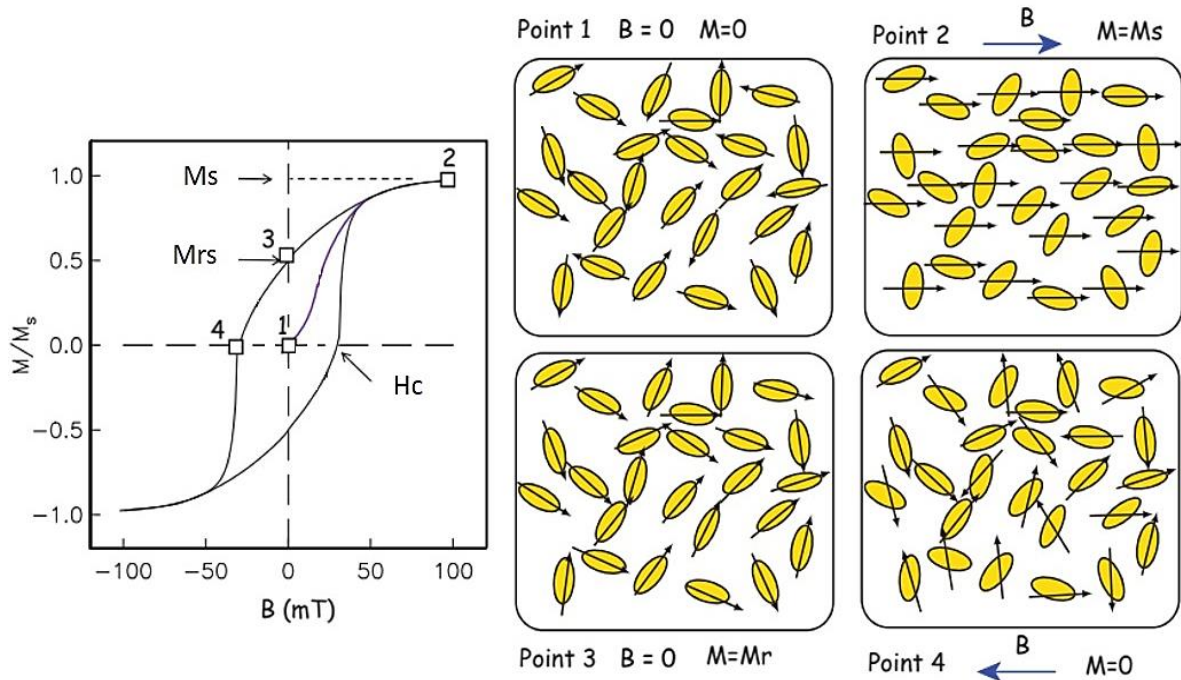 Point 1 B = 0 M=0
Point 2 B M=Ms
1.0
0.5
0.0
−0.5
−1.0
M/Ms
Ms
Mrs
2
3
4
1
Hc
−100 −50 0 50 100
B (mT)
Point 3 B = 0 M=Mr
Point 4 B M=0